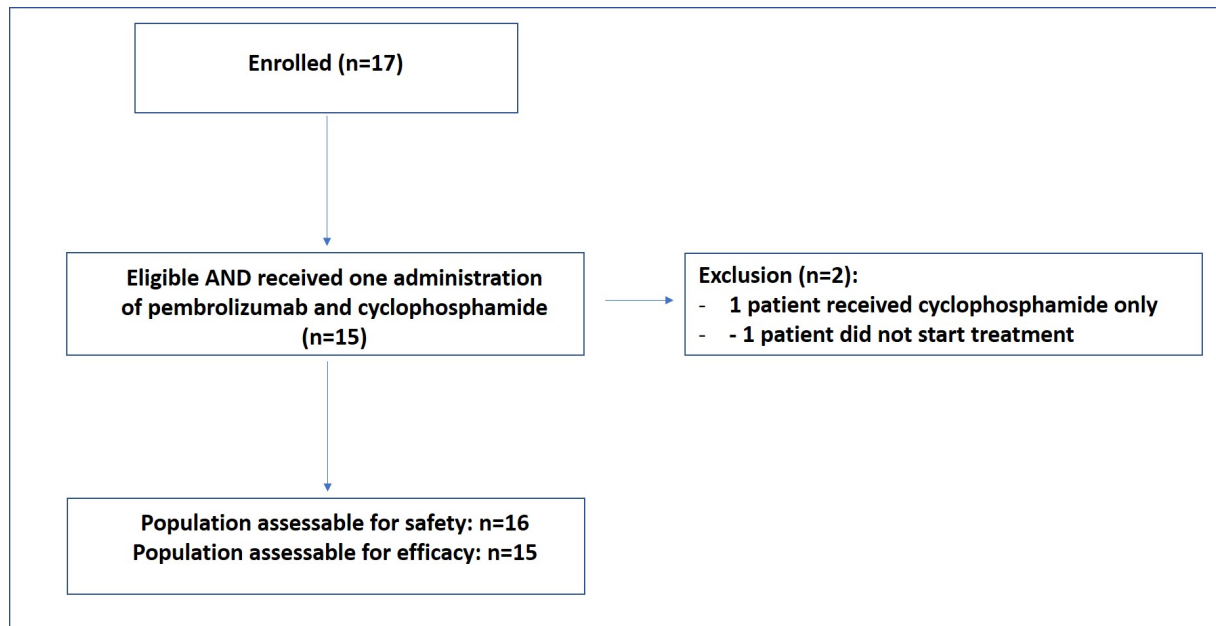 Enrolled (n=17)
Eligible AND received one administration
of pembrolizumab and cyclophosphamide
(n=15)
Exclusion (n=2):
- 1 patient received cyclophosphamide only
- - 1 patient did not start treatment
Population assessable for safety: n=16
Population assessable for efficacy: n=15